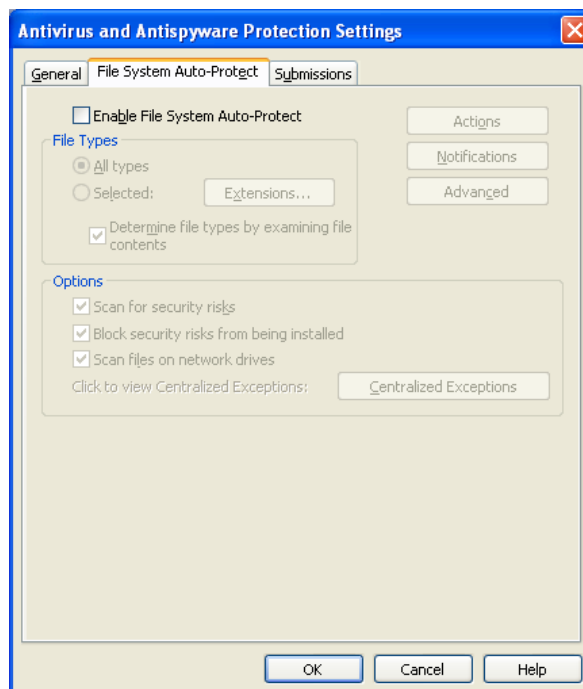 Antivirus and Antispyware Protection Settings
General File System Auto-Protect Submissions
Enable File System Auto-Protect
Actions
File Types
Notifications
All types
Selected: Extensions... Advanced
Determine file types by examining file
contents
Options
Scan for security risks
Block security risks from being installed
Scan files on network drives
Click to view Centralized Exceptions: Centralized Exceptions
OK Cancel Help